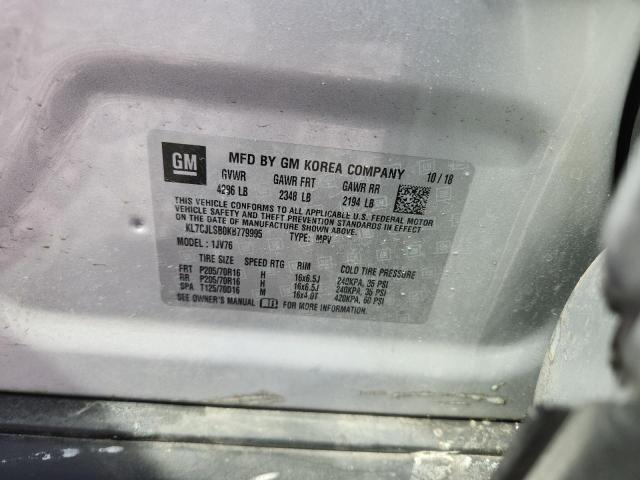 GM MFD BY GM KOREA COMPANY 10/18
GVWR GAWR FRT GAWR RR
4296 LB 2348 LB 2194 LB
THIS VEHICLE CONFORMS TO ALL APPLICABLE U.S. FEDERAL MOTOR
VEHICLE SAFETY, BUMPER, AND THEFT PREVENTION STANDARDS IN
EFFECT ON THE DATE OF MANUFACTURE SHOWN ABOVE.
KL7CJLSB0KB779995 TYPE: MPV
MODEL: 1JV76
TIRE SIZE SPEED RTG RIM COLD TIRE PRESSURE
FRT P205/70R16 H 16x6.5J 240KPA, 35 PSI
RR P205/70R16 H 16x6.5J 240KPA, 35 PSI
SPA T125/70D16 M 16x4.0T 420KPA, 60 PSI
SEE OWNER'S MANUAL FOR MORE INFORMATION.